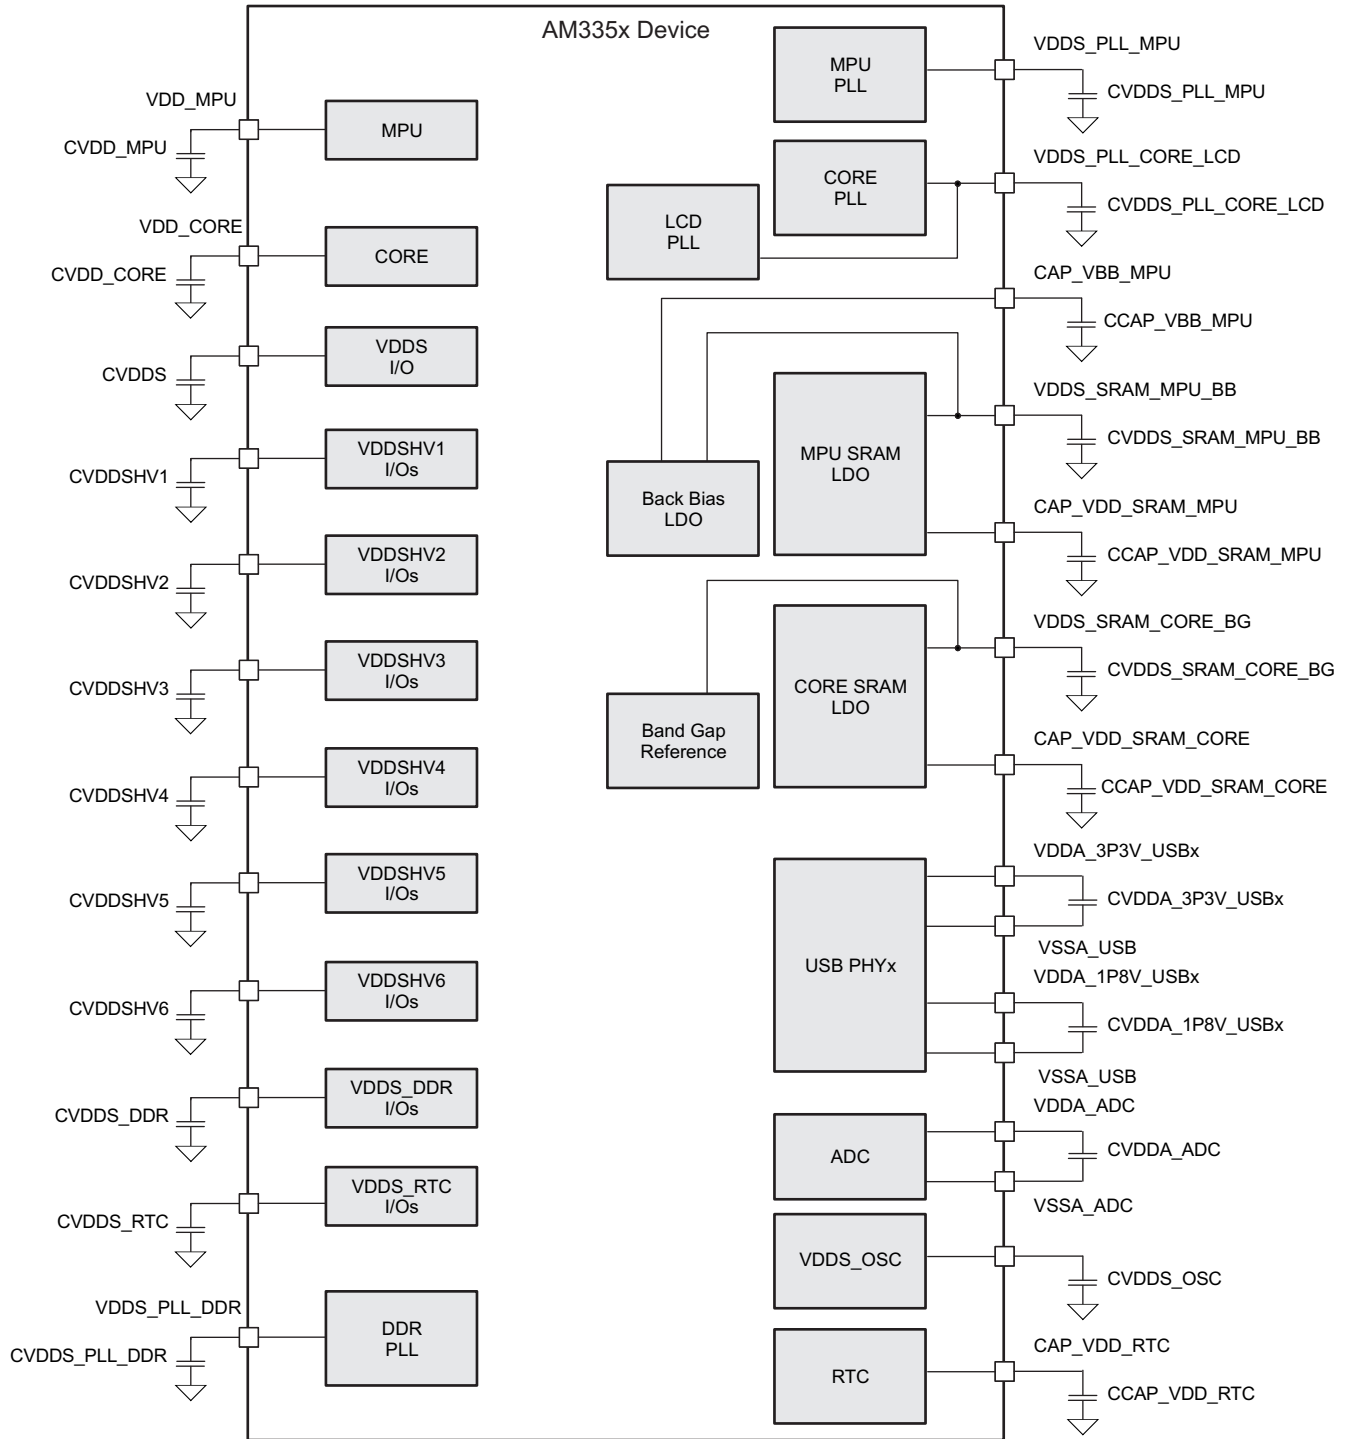 AM335x Device
VDD_MPU
CVDD_MPU
MPU
VDD_CORE
CVDD_CORE
CORE
CVDDS
VDDS
I/O
CVDDSHV1
VDDSHV1
I/Os
CVDDSHV2
VDDSHV2
I/Os
CVDDSHV3
VDDSHV3
I/Os
CVDDSHV4
VDDSHV4
I/Os
CVDDSHV5
VDDSHV5
I/Os
CVDDSHV6
VDDSHV6
I/Os
CVDDS_DDR
VDDS_DDR
I/Os
CVDDS_RTC
VDDS_RTC
I/Os
VDDS_PLL_DDR
CVDDS_PLL_DDR
DDR
PLL
MPU
PLL
VDDS_PLL_MPU
CVDDS_PLL_MPU
CORE
PLL
LCD
PLL
VDDS_PLL_CORE_LCD
CVDDS_PLL_CORE_LCD
CAP_VBB_MPU
CCAP_VBB_MPU
Back Bias
LDO
MPU SRAM
LDO
VDDS_SRAM_MPU_BB
CVDDS_SRAM_MPU_BB
CAP_VDD_SRAM_MPU
CCAP_VDD_SRAM_MPU
Band Gap
Reference
CORE SRAM
LDO
VDDS_SRAM_CORE_BG
CVDDS_SRAM_CORE_BG
CAP_VDD_SRAM_CORE
CCAP_VDD_SRAM_CORE
USB PHYx
VDDA_3P3V_USBx
CVDDA_3P3V_USBx
VSSA_USB
VDDA_1P8V_USBx
CVDDA_1P8V_USBx
VSSA_USB
ADC
VDDA_ADC
CVDDA_ADC
VSSA_ADC
VDDS_OSC
CVDDS_OSC
RTC
CAP_VDD_RTC
CCAP_VDD_RTC